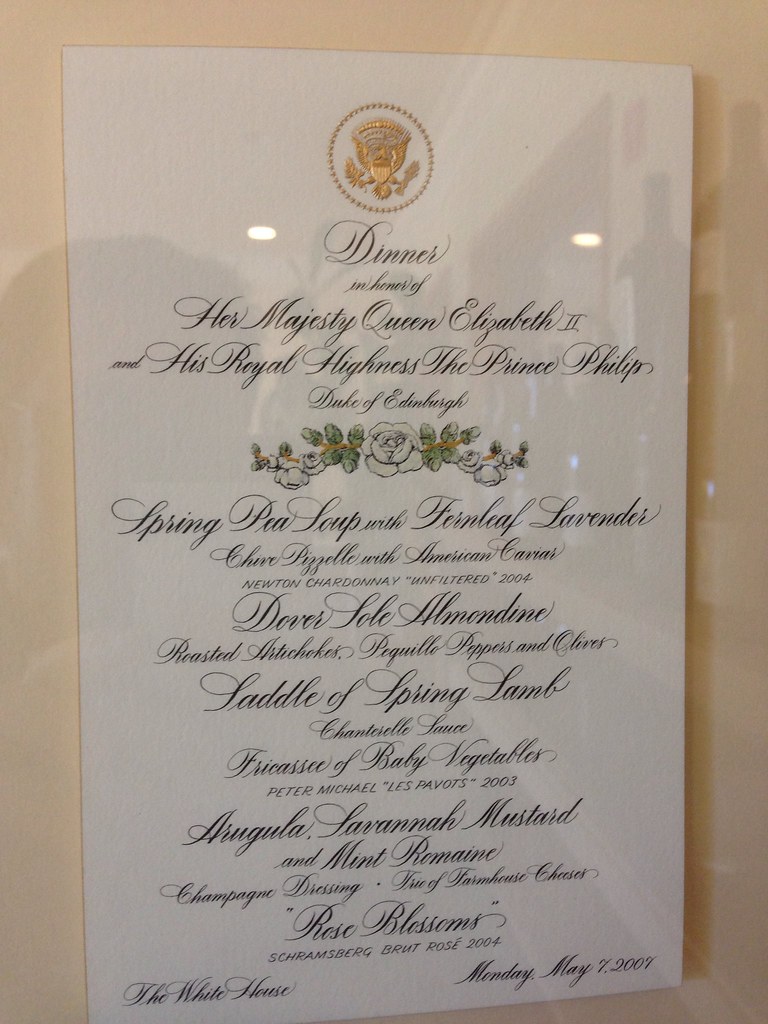 Dinner
in honor of
Her Majesty Queen Elizabeth II
and His Royal Highness The Prince Philip
Duke of Edinburgh
Spring Pea Soup with Fernleaf Lavender
Chive Pizzelle with American Caviar
NEWTON CHARDONNAY "UNFILTERED" 2004
Dover Sole Almondine
Roasted Artichokes, Pequillo Peppers and Olives
Saddle of Spring Lamb
Chanterelle Sauce
Fricassee of Baby Vegetables
PETER MICHAEL "LES PAVOTS" 2003
Arugula, Savannah Mustard
and Mint Romaine
Champagne Dressing • Trio of Farmhouse Cheeses
"Rose Blossoms"
SCHRAMSBERG BRUT ROSÉ 2004
The White House
Monday, May 7, 2007